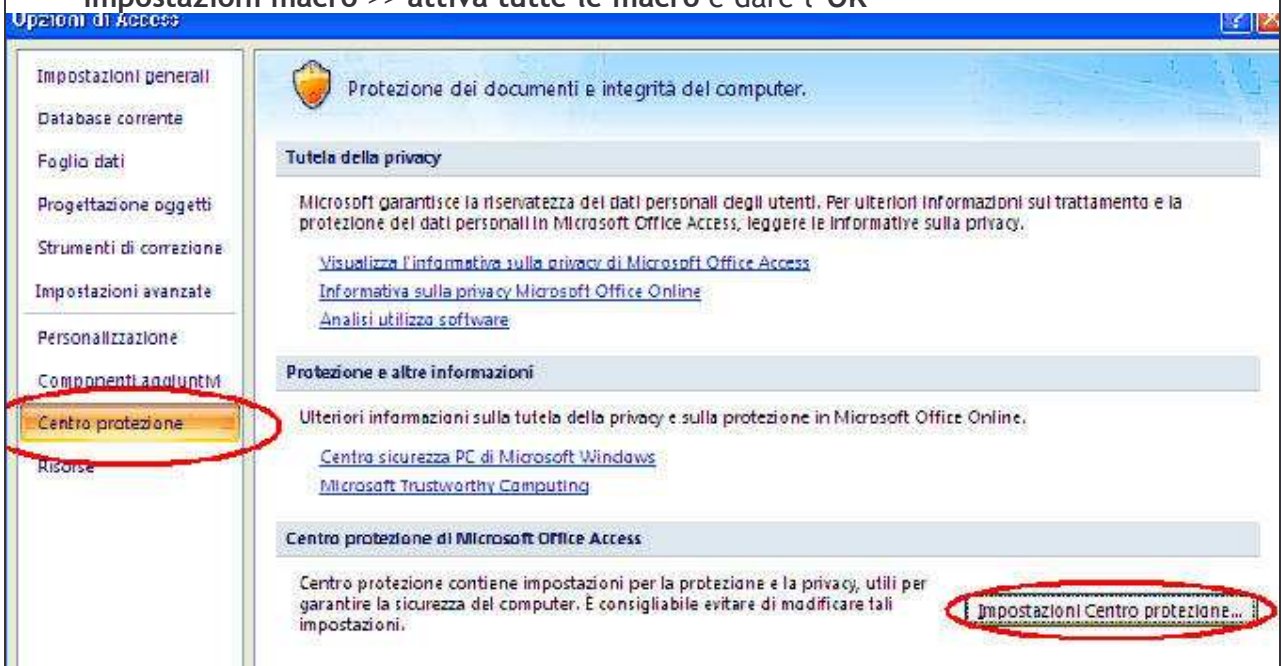 Impostazioni macro >> attiva tutte le macro e dare l'OK
Opzioni di Access
Impostazioni generali
Database corrente
Foglio dati
Progettazione oggetti
Strumenti di correzione
Impostazioni avanzate
Personalizzazione
Componenti aggiuntivi
Centro protezione
Risorse
Protezione dei documenti e integrità del computer.
Tutela della privacy
Microsoft garantisce la riservatezza dei dati personali degli utenti. Per ulteriori informazioni sul trattamento e la
protezione dei dati personali in Microsoft Office Access, leggere le informative sulla privacy.
Visualizza l'informativa sulla privacy di Microsoft Office Access
Informativa sulla privacy Microsoft Office Online
Analisi utilizzo software
Protezione e altre informazioni
Ulteriori informazioni sulla tutela della privacy e sulla protezione in Microsoft Office Online.
Centro sicurezza PC di Microsoft Windows
Microsoft Trustworthy Computing
Centro protezione di Microsoft Office Access
Centro protezione contiene impostazioni per la protezione e la privacy, utili per
garantire la sicurezza del computer. È consigliabile evitare di modificare tali
impostazioni.
Impostazioni Centro protezione...